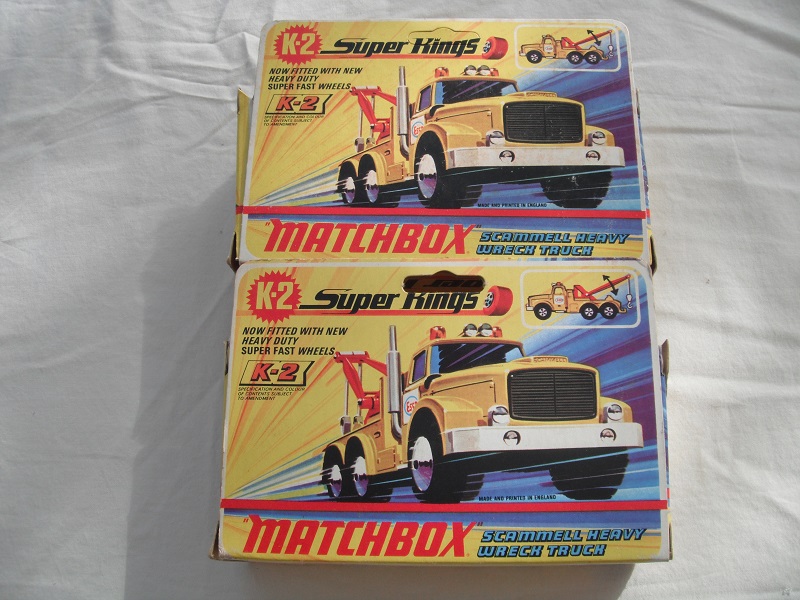 K-2 Super Kings
NOW FITTED WITH NEW
HEAVY DUTY
SUPER FAST WHEELS
K-2
SPECIFICATION AND COLOUR
OF CONTENTS SUBJECT
TO AMENDMENT
Esso
MADE AND PRINTED IN ENGLAND
"MATCHBOX" SCAMMELL HEAVY
WRECK TRUCK
K-2 Super Kings
NOW FITTED WITH NEW
HEAVY DUTY
SUPER FAST WHEELS
K-2
SPECIFICATION AND COLOUR
OF CONTENTS SUBJECT
TO AMENDMENT
Esso
MADE AND PRINTED IN ENGLAND
"MATCHBOX" SCAMMELL HEAVY
WRECK TRUCK